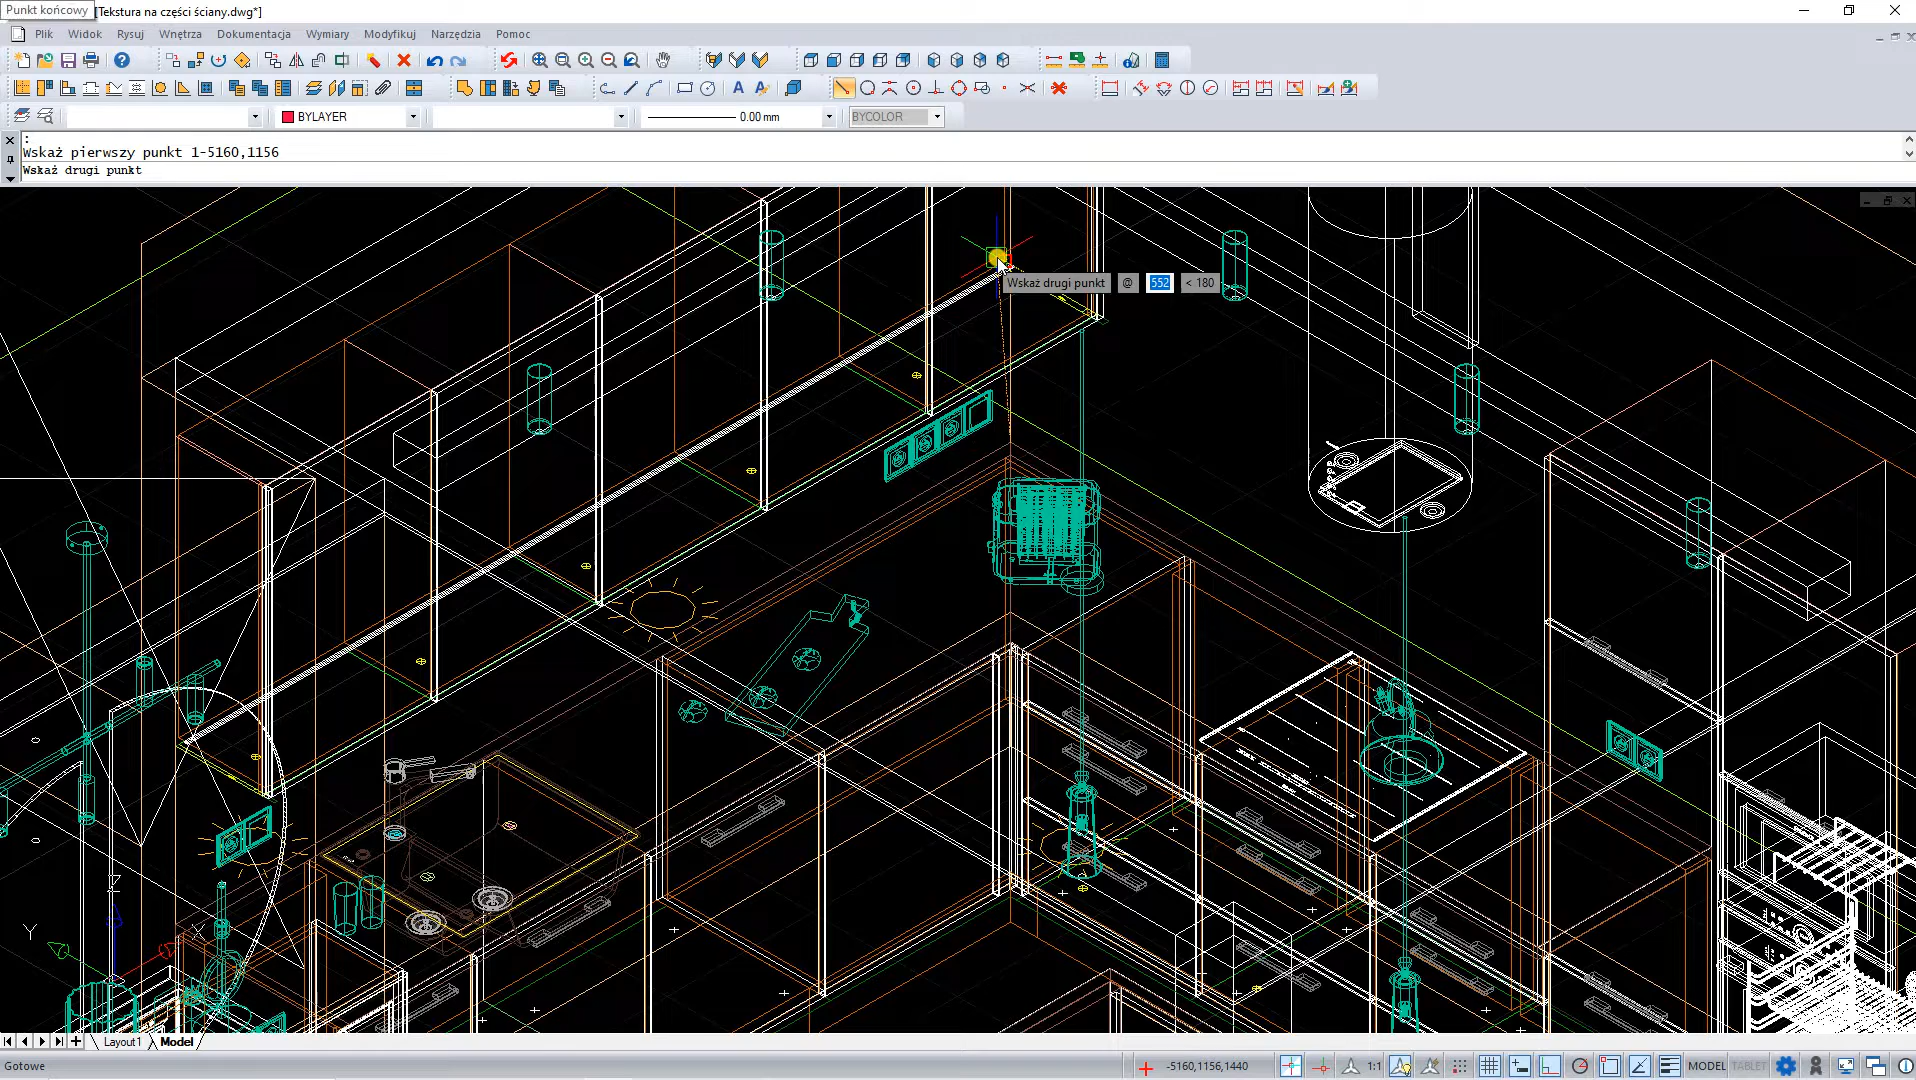 Punkt końcowy
[Tekstura na części ściany.dwg*]
Plik Widok Rysuj Wnętrza Dokumentacja Wymiary Modyfikuj Narzędzia Pomoc
BYLAYER
0.00 mm
BYCOLOR
:
Wskaż pierwszy punkt 1-5160,1156
Wskaż drugi punkt
Wskaż drugi punkt @ 552 < 180
Z
Y
X
Layout1 Model
Gotowe
-5160,1156,1440
1:1
MODEL TABLET